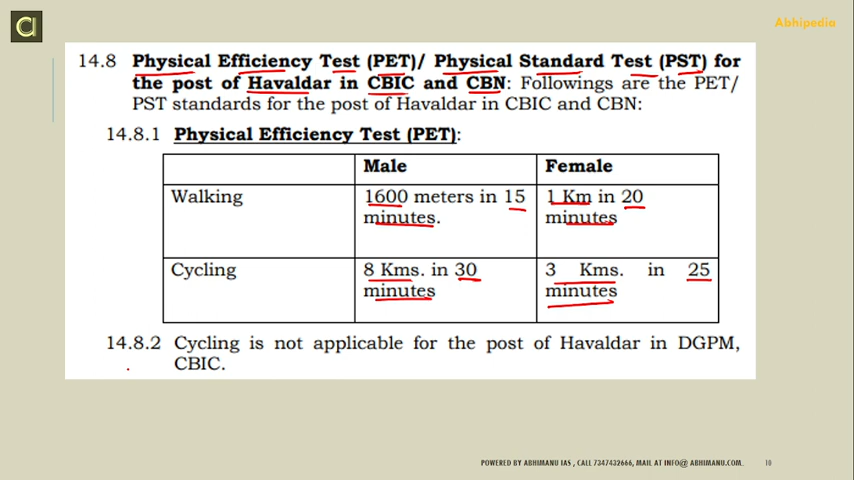 Abhipedia
14.8 Physical Efficiency Test (PET)/ Physical Standard Test (PST) for
the post of Havaldar in CBIC and CBN: Followings are the PET/
PST standards for the post of Havaldar in CBIC and CBN:
14.8.1 Physical Efficiency Test (PET):
Male Female
Walking 1600 meters in 15 1 Km in 20
minutes. minutes
Cycling 8 Kms. in 30 3 Kms. in 25
minutes minutes
14.8.2 Cycling is not applicable for the post of Havaldar in DGPM,
CBIC.
POWERED BY ABHIMANU IAS , CALL 7347432666, MAIL AT INFO@ ABHIMANU.COM. 10